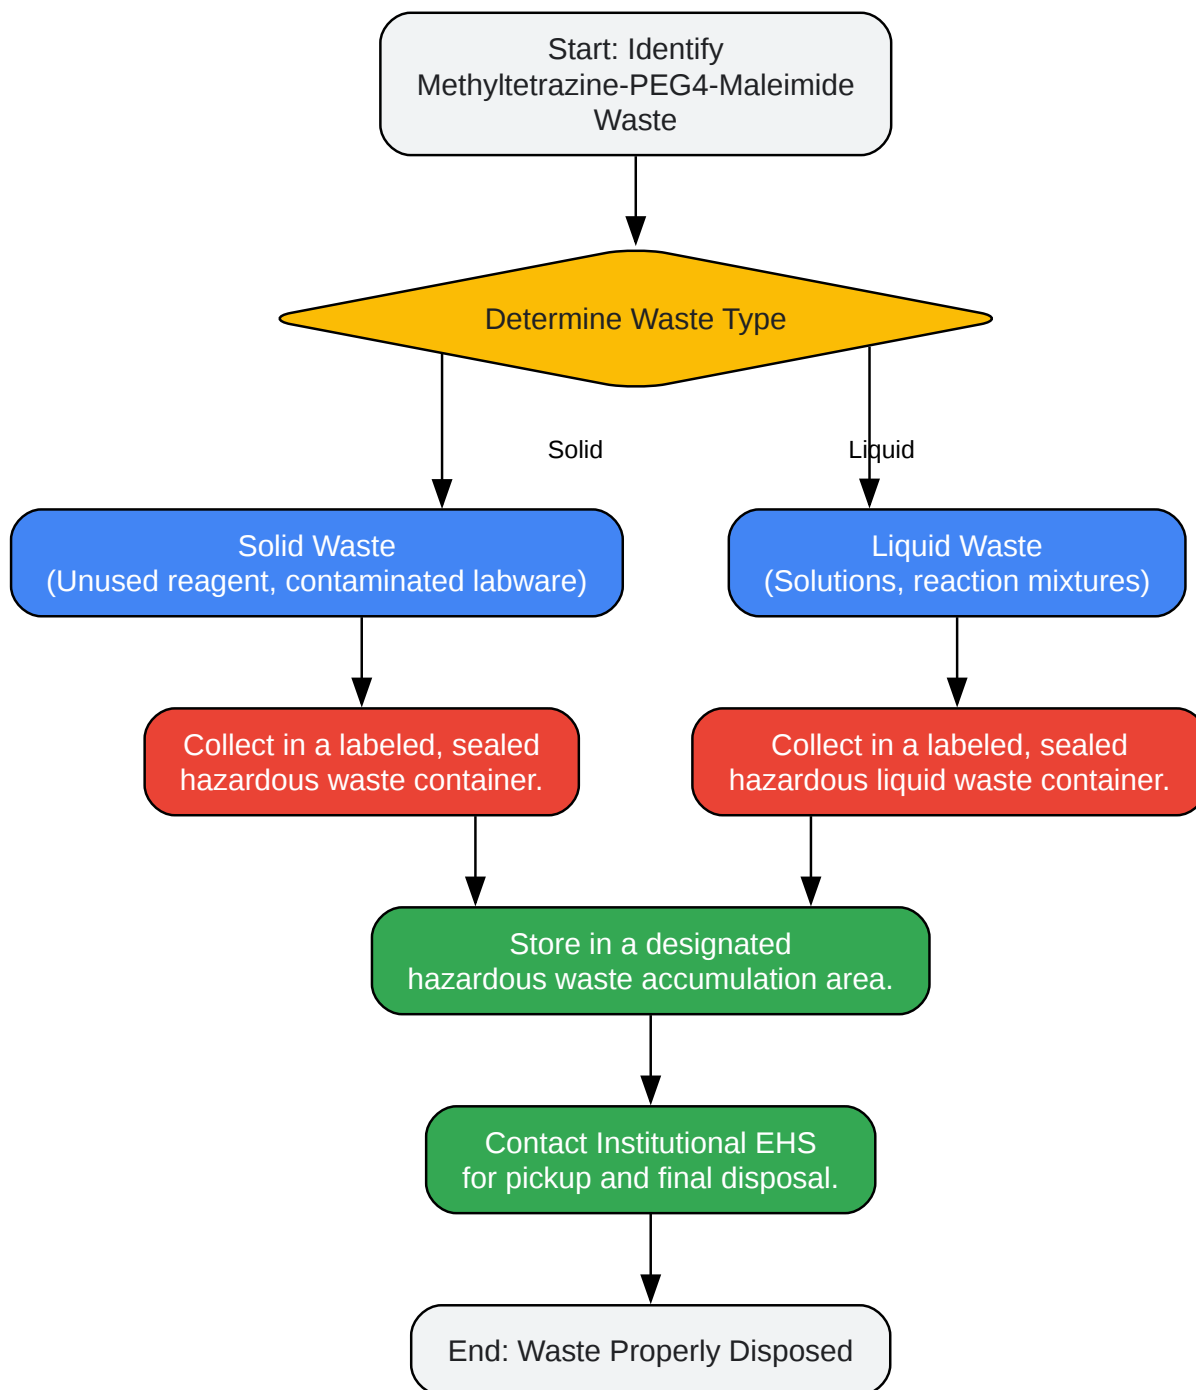 Start: Identify
Methyltetrazine-PEG4-Maleimide
Waste
Determine Waste Type
Solid
Liquid
Solid Waste
(Unused reagent, contaminated labware)
Liquid Waste
(Solutions, reaction mixtures)
Collect in a labeled, sealed
hazardous waste container.
Collect in a labeled, sealed
hazardous liquid waste container.
Store in a designated
hazardous waste accumulation area.
Contact Institutional EHS
for pickup and final disposal.
End: Waste Properly Disposed